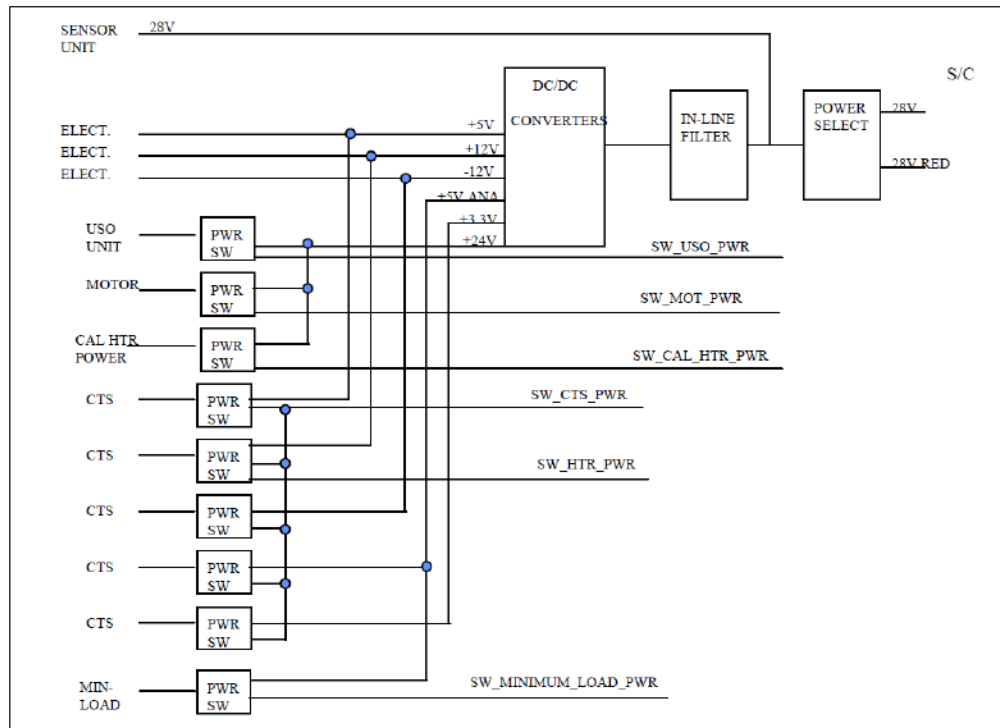 SENSOR UNIT
28V
S/C
DC/DC CONVERTERS
IN-LINE FILTER
POWER SELECT
28V
28V RED
ELECT.
+5V
ELECT.
+12V
ELECT.
-12V
+5V ANA
+3.3V
+24V
USO UNIT
PWR SW
SW_USO_PWR
MOTOR
PWR SW
SW_MOT_PWR
CAL HTR POWER
PWR SW
SW_CAL_HTR_PWR
CTS
PWR SW
SW_CTS_PWR
CTS
PWR SW
SW_HTR_PWR
CTS
PWR SW
CTS
PWR SW
CTS
PWR SW
MIN-LOAD
PWR SW
SW_MINIMUM_LOAD_PWR